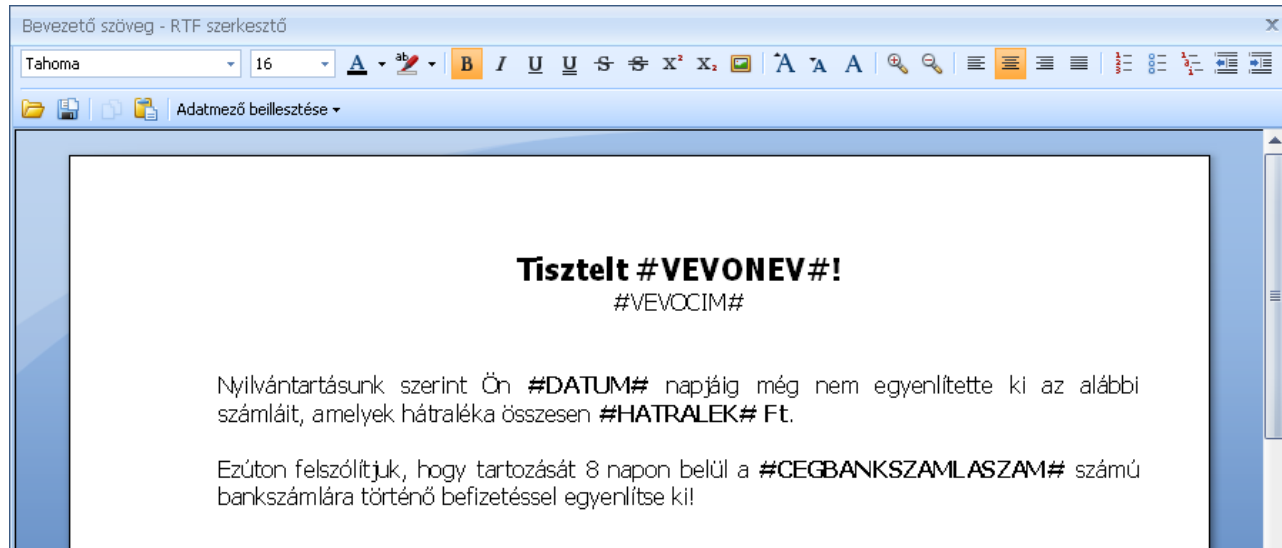 Bevezető szöveg - RTF szerkesztő
Tahoma 16
Adatmező beillesztése
Tisztelt #VEVONEV#!
#VEVOCIM#
Nyilvántartásunk szerint Ön #DATUM# napjáig még nem egyenlítette ki az alábbi
számláit, amelyek hátraléka összesen #HATRALEK# Ft.
Ezúton felszólítjuk, hogy tartozását 8 napon belül a #CEGBANKSZAMLASZAM# számú
bankszámlára történő befizetéssel egyenlítse ki!